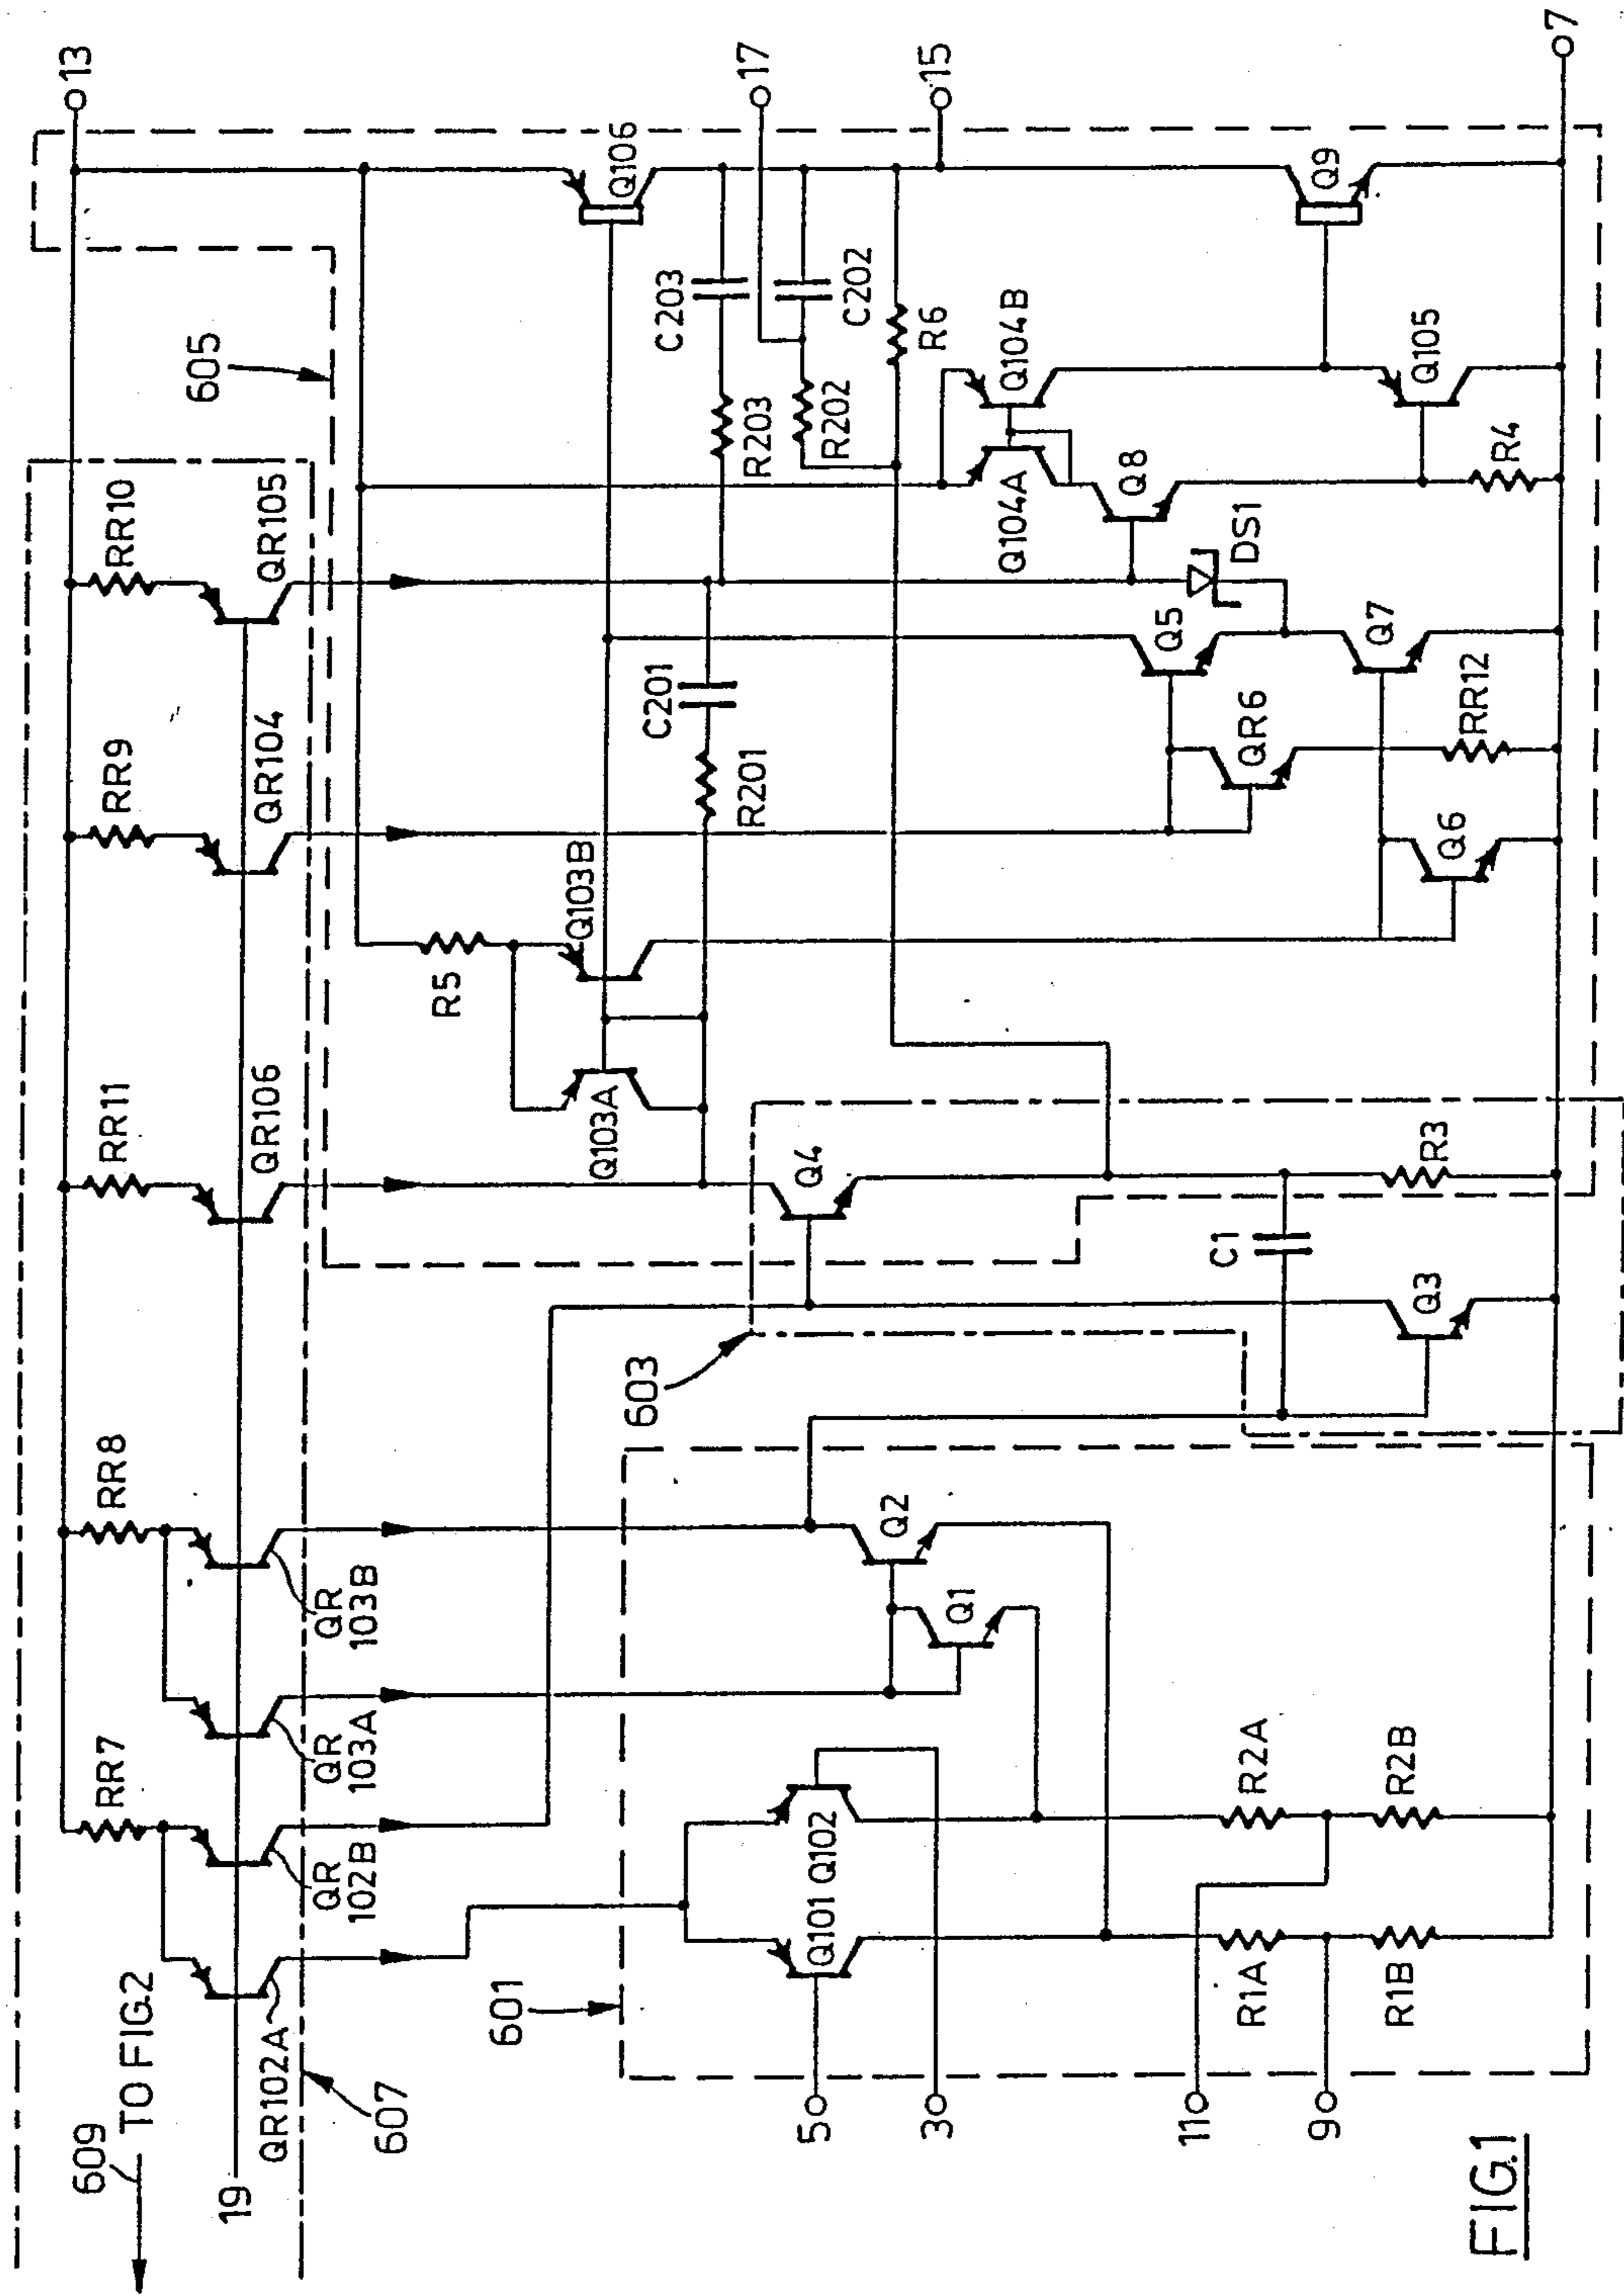 609
TO FIG.2
19
QR102A
607
RR7
QR
102B
QR
103A
RR8
QR
103B
RR11
QR106
RR9
QR104
RR10
QR105
605
13
R5
Q103A
Q103B
Q106
C201
R201
C203
R203
17
C202
R202
R6
15
601
5
3
Q101
Q102
Q1
Q2
603
Q4
Q104A
Q104B
Q8
Q5
DS1
QR6
Q7
Q6
RR12
Q105
R4
Q9
C1
Q3
R3
11
9
R1A
R2A
R1B
R2B
7
FIG.1